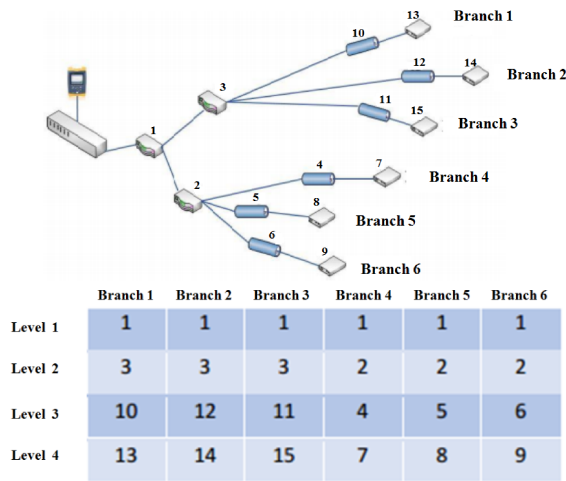 13 Branch 1
10
12 14 Branch 2
3
11 15 Branch 3
1
4 7 Branch 4
2
5 8 Branch 5
6 9 Branch 6
Branch 1 Branch 2 Branch 3 Branch 4 Branch 5 Branch 6
Level 1 1 1 1 1 1 1
Level 2 3 3 3 2 2 2
Level 3 10 12 11 4 5 6
Level 4 13 14 15 7 8 9